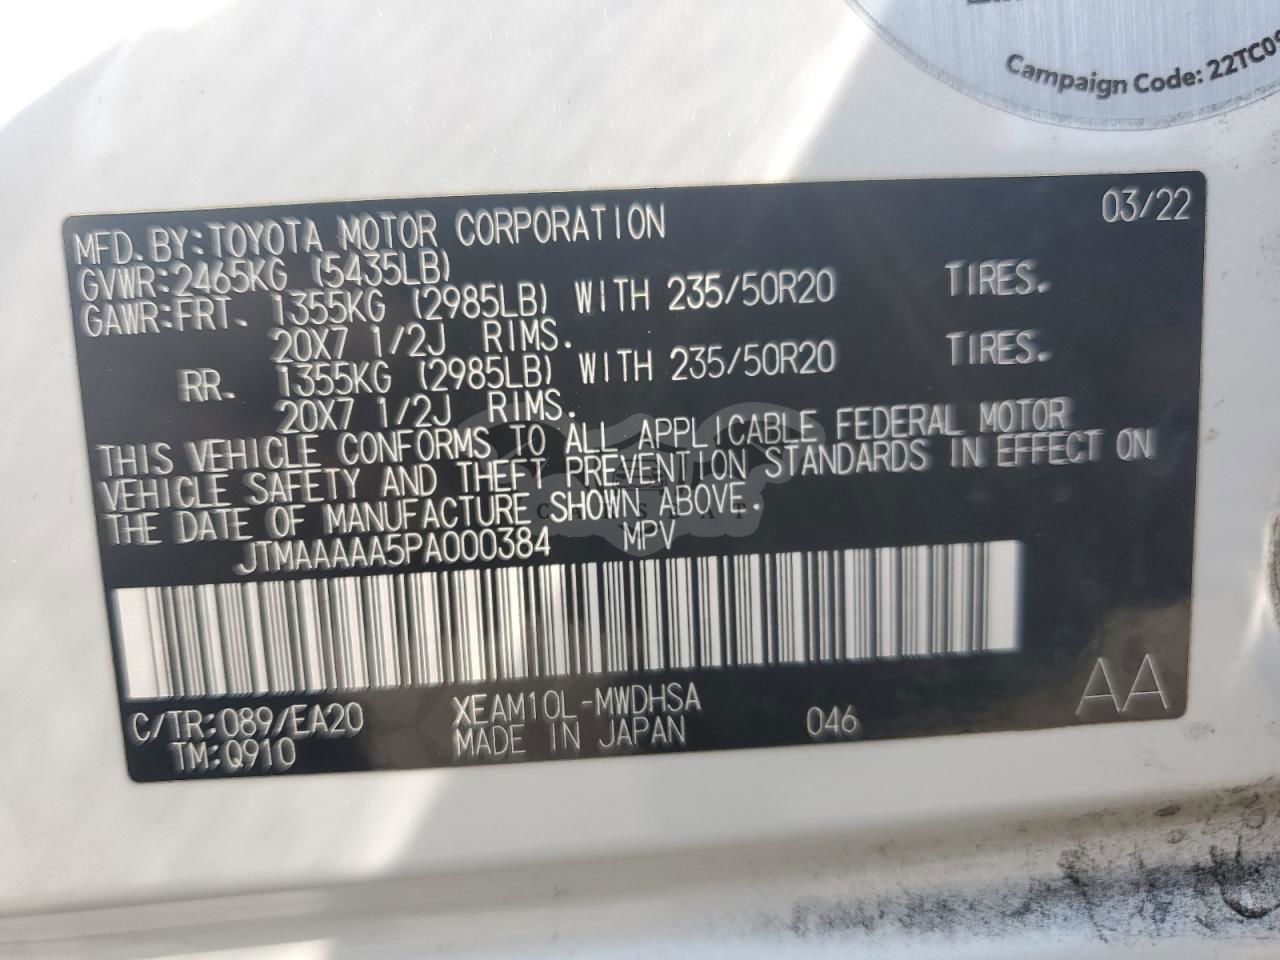 Campaign Code: 22TC0
03/22
MFD.BY:TOYOTA MOTOR CORPORATION
GVWR:2465KG (5435LB)
GAWR:FRT. 1355KG (2985LB) WITH 235/50R20 TIRES.
20X7 1/2J RIMS.
RR. 1355KG (2985LB) WITH 235/50R20 TIRES.
20X7 1/2J RIMS.
THIS VEHICLE CONFORMS TO ALL APPLICABLE FEDERAL MOTOR
VEHICLE SAFETY AND THEFT PREVENTION STANDARDS IN EFFECT ON
THE DATE OF MANUFACTURE SHOWN ABOVE.
JTMAAAAA5PA000384 MPV
C/TR:089/EA20 XEAM10L-MWDHSA 046 AA
TM:Q910 MADE IN JAPAN